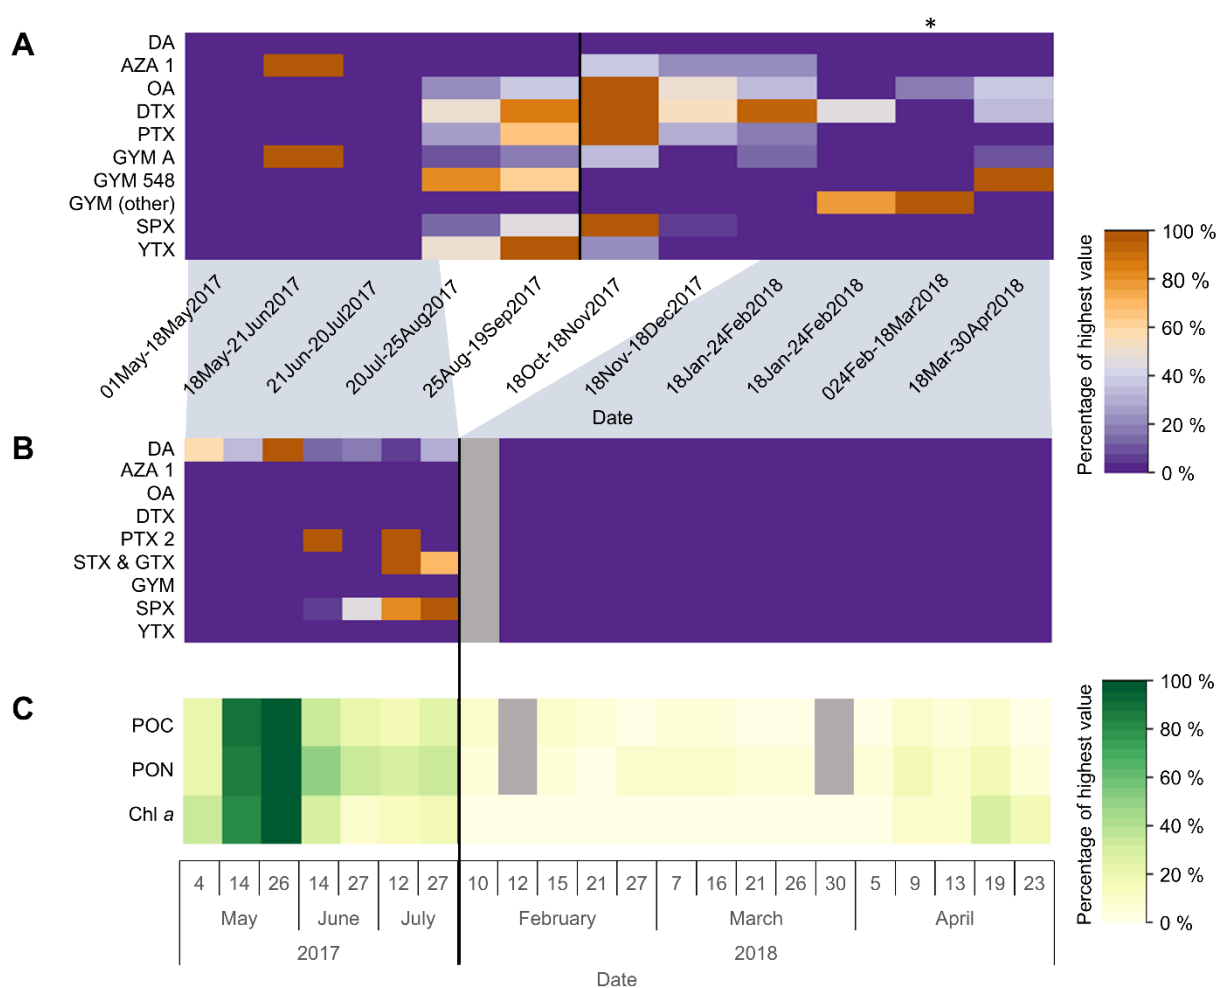 *
A
DA
AZA 1
OA
DTX
PTX
GYM A
GYM 548
GYM (other)
SPX
YTX
01May-18May2017
18May-21Jun2017
21Jun-20Jul2017
20Jul-25Aug2017
25Aug-19Sep2017
18Oct-18Nov2017
18Nov-18Dec2017
18Jan-24Feb2018
18Jan-24Feb2018
024Feb-18Mar2018
18Mar-30Apr2018
Date
Percentage of highest value
100 %
80 %
60 %
40 %
20 %
0 %
B
DA
AZA 1
OA
DTX
PTX 2
STX & GTX
GYM
SPX
YTX
C
POC
PON
Chl a
Percentage of highest value
100 %
80 %
60 %
40 %
20 %
0 %
4 14 26 14 27 12 27 10 12 15 21 27 7 16 21 26 30 5 9 13 19 23
May June July February March April
2017 2018
Date